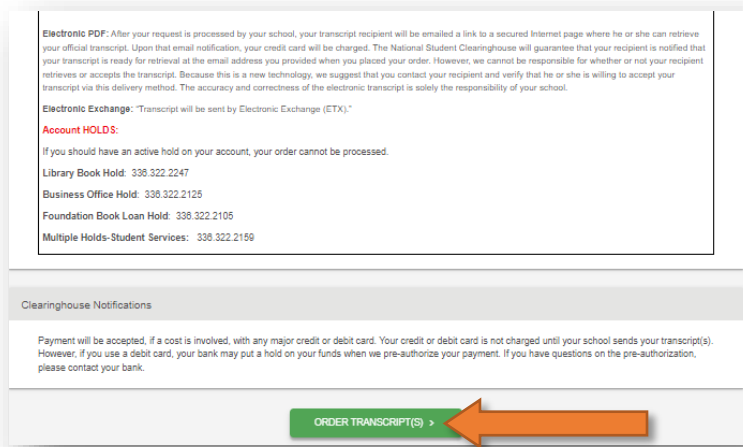 Electronic PDF: After your request is processed by your school, your transcript recipient will be emailed a link to a secured Internet page where he or she can retrieve
your official transcript. Upon that email notification, your credit card will be charged. The National Student Clearinghouse will guarantee that your recipient is notified that
your transcript is ready for retrieval at the email address you provided when you placed your order. However, we cannot be responsible for whether or not your recipient
retrieves or accepts the transcript. Because this is a new technology, we suggest that you contact your recipient and verify that he or she is willing to accept your
transcript via this delivery method. The accuracy and correctness of the electronic transcript is solely the responsibility of your school.
Electronic Exchange: "Transcript will be sent by Electronic Exchange (ETX)."
Account HOLDS:
If you should have an active hold on your account, your order cannot be processed.
Library Book Hold: 336.322.2247
Business Office Hold: 336.322.2125
Foundation Book Loan Hold: 336.322.2105
Multiple Holds-Student Services: 336.322.2159
Clearinghouse Notifications
Payment will be accepted, if a cost is involved, with any major credit or debit card. Your credit or debit card is not charged until your school sends your transcript(s).
However, if you use a debit card, your bank may put a hold on your funds when we pre-authorize your payment. If you have questions on the pre-authorization,
please contact your bank.
ORDER TRANSCRIPT(S) >